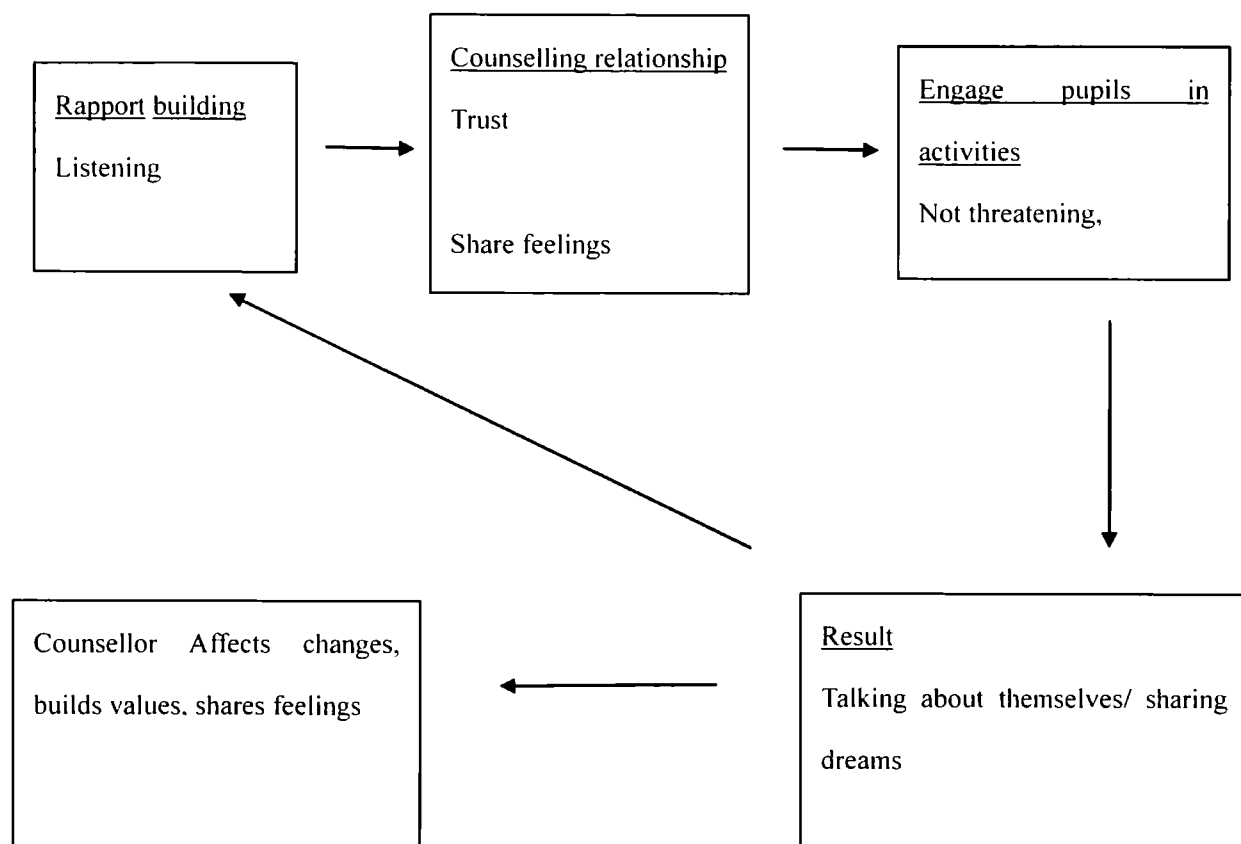 Rapport building
Listening
Counselling relationship
Trust
Share feelings
Engage pupils in
activities
Not threatening,
Counsellor Affects changes,
builds values, shares feelings
Result
Talking about themselves/ sharing
dreams